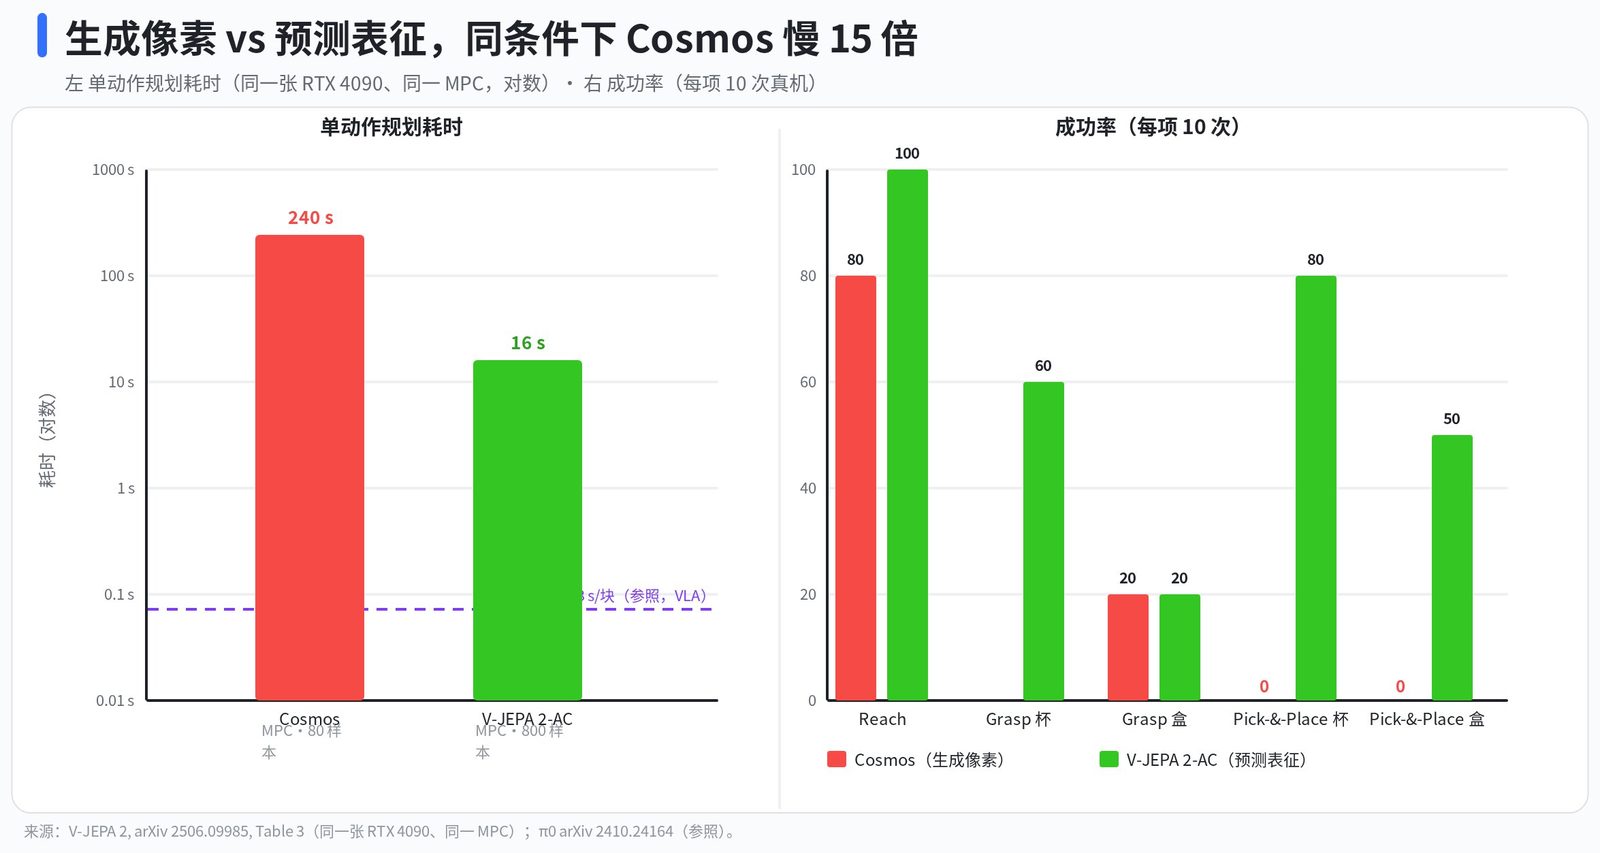 生成像素 vs 预测表征，同条件下 Cosmos 慢 15 倍
左 单动作规划耗时（同一张 RTX 4090、同一 MPC，对数）· 右 成功率（每项 10 次真机）
单动作规划耗时
耗时（对数）
1000 s
100 s
10 s
1 s
0.1 s
0.01 s
240 s
16 s
s/块（参照，VLA）
Cosmos
MPC·80 样
本
V-JEPA 2-AC
MPC·800 样
本
成功率（每项 10 次）
100
80
60
40
20
0
80
100
60
20
20
0
80
0
50
Reach
Grasp 杯
Grasp 盒
Pick-&-Place 杯
Pick-&-Place 盒
Cosmos（生成像素）
V-JEPA 2-AC（预测表征）
来源：V-JEPA 2, arXiv 2506.09985, Table 3（同一张 RTX 4090、同一 MPC）；π0 arXiv 2410.24164（参照）。